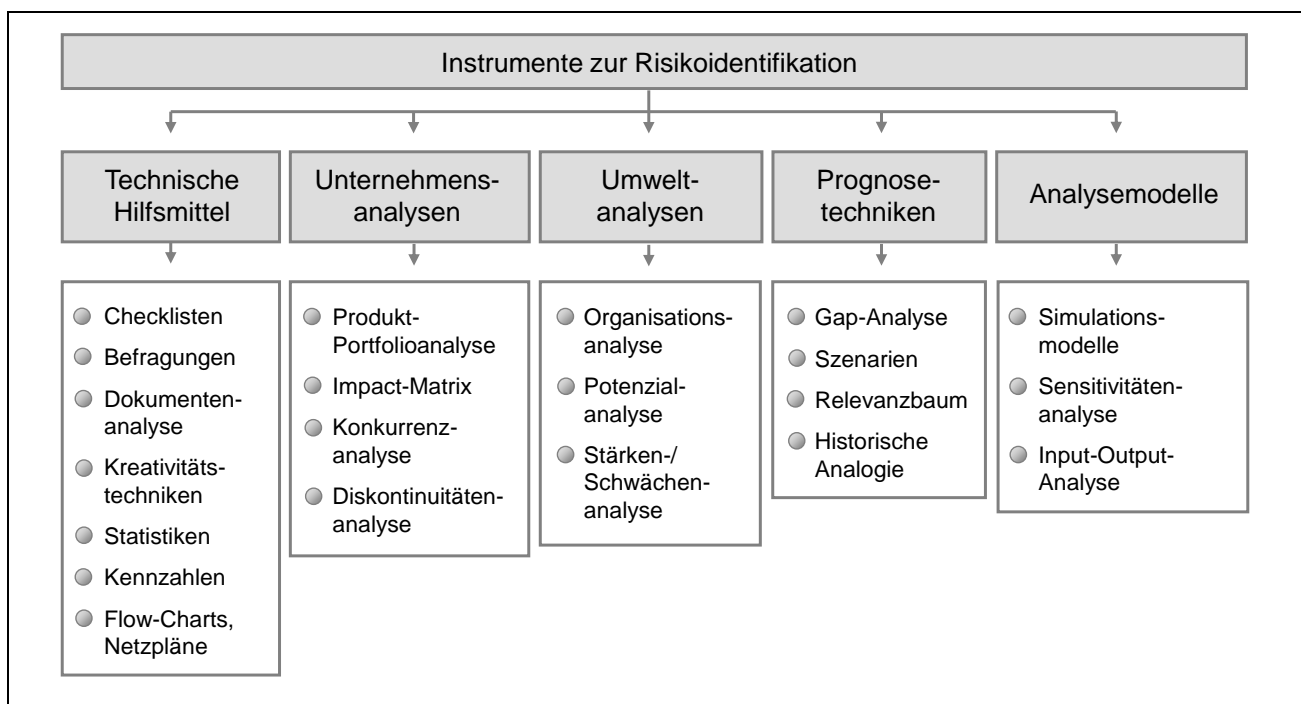 Instrumente zur Risikoidentifikation
Technische
Hilfsmittel
Unternehmens-
analysen
Umwelt-
analysen
Prognose-
techniken
Analysemodelle
Checklisten
Befragungen
Dokumenten-
analyse
Kreativitäts-
techniken
Statistiken
Kennzahlen
Flow-Charts,
Netzpläne
Produkt-
Portfolioanalyse
Impact-Matrix
Konkurrenz-
analyse
Diskontinuitäten-
analyse
Organisations-
analyse
Potenzial-
analyse
Stärken-/
Schwächen-
analyse
Gap-Analyse
Szenarien
Relevanzbaum
Historische
Analogie
Simulations-
modelle
Sensitivitäten-
analyse
Input-Output-
Analyse